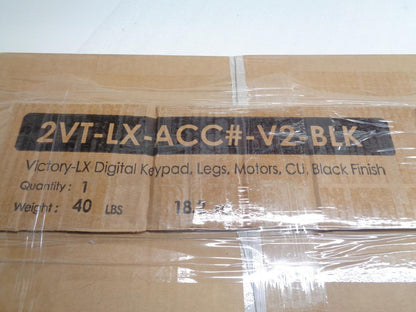 2VT-LX-ACC#-V2-BLK
Victory-LX Digital Keypad, Legs, Motors, CU, Black Finish
Quantity : 1
Weight : 40 LBS